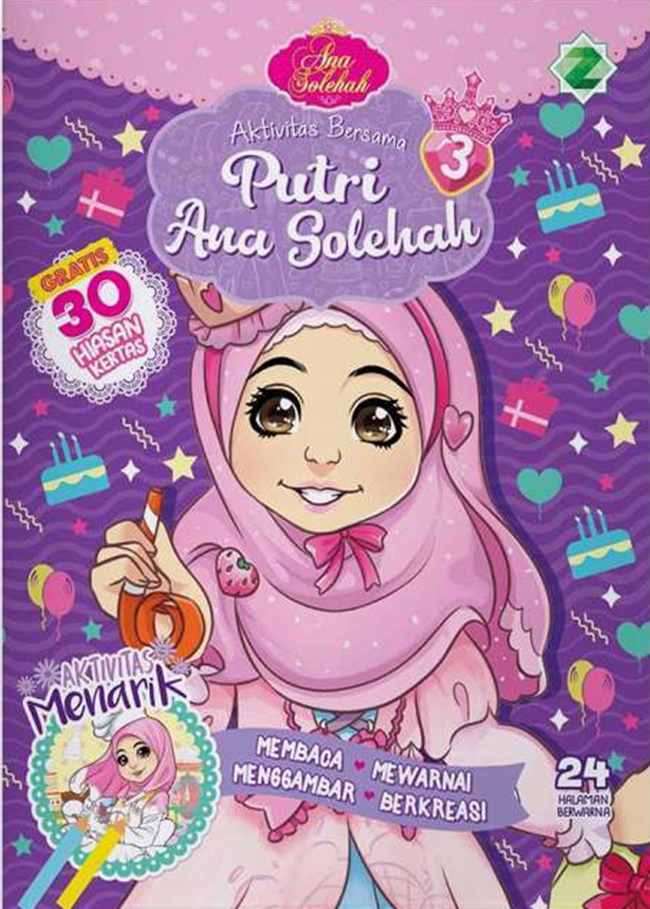 Ana
Solehah
Aktivitas Bersama
3
Putri
Ana Solehah
GRATIS
30
HIASAN
KERTAS
AKTIVITAS
Menarik
MEMBACA ♥ MEWARNAI
MENGGAMBAR ♥ BERKREASI
24
HALAMAN
BERWARNA